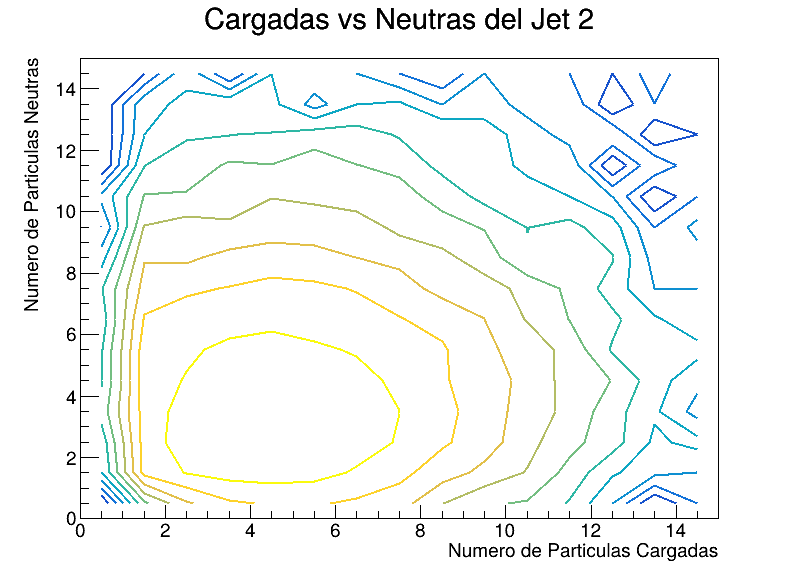 Cargadas vs Neutras del Jet 2
Numero de Particulas Neutras
14
12
10
8
6
4
2
0
0 2 4 6 8 10 12 14
Numero de Particulas Cargadas